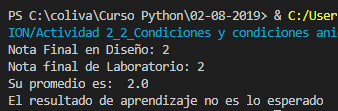 PS C:\coliva\Curso Python\02-08-2019> & C:/User
ION/Actividad 2_2_Condiciones y condiciones ani
Nota Final en Diseño: 2
Nota final de Laboratorio: 2
Su promedio es:  2.0
El resultado de aprendizaje no es lo esperado